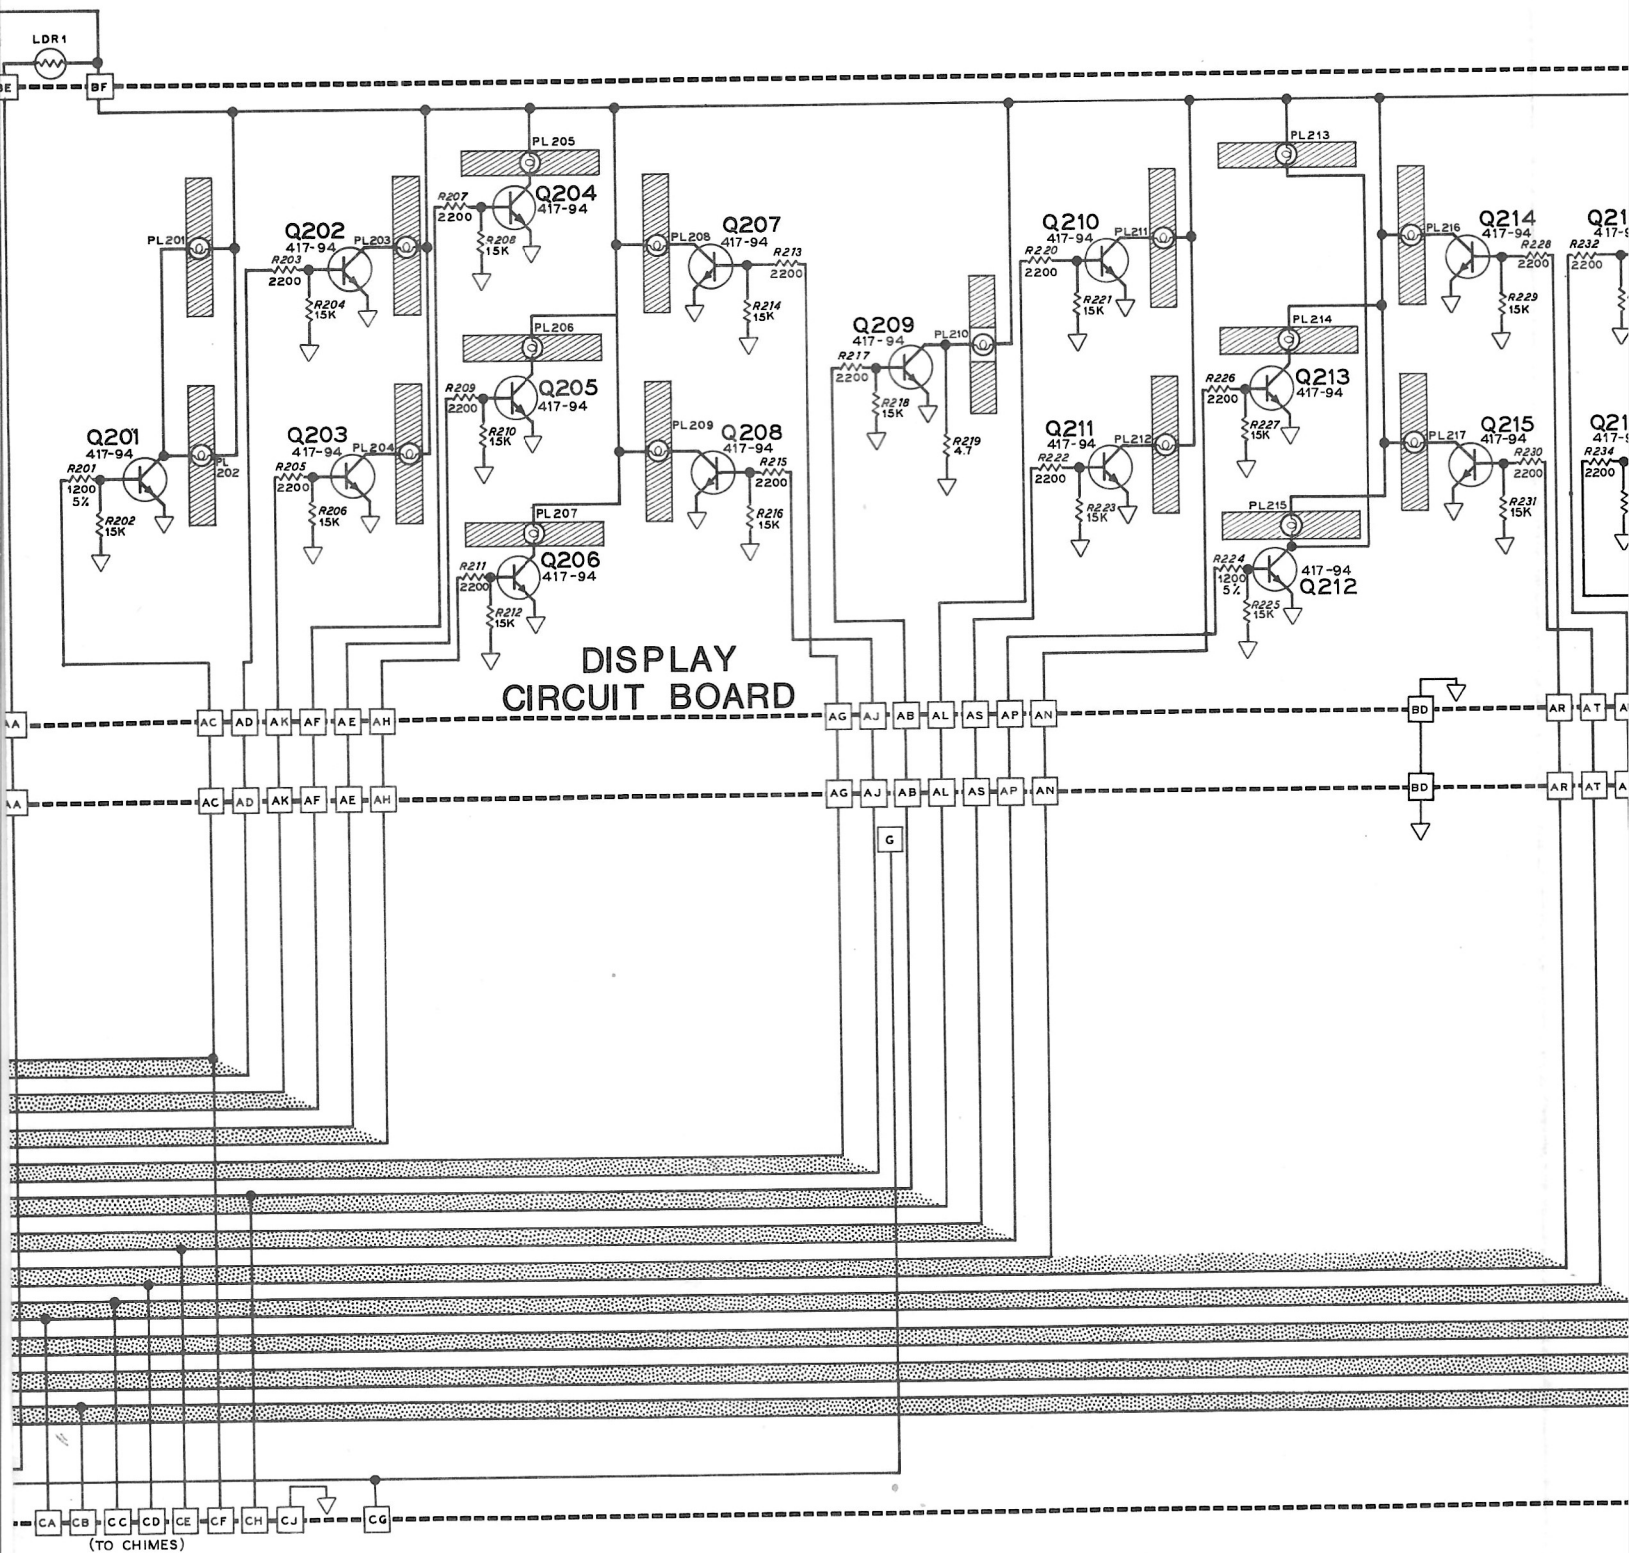 LDR1
BE
BF
PL205
PL213
R207
2200
Q204
417-94
R208
15K
PL201
Q202
417-94
PL203
R203
2200
R204
15K
PL208
Q207
417-94
R213
2200
R214
15K
Q210
417-94
PL211
R220
2200
R221
15K
PL216
Q214
417-94
R228
2200
R229
15K
Q21
417-9
R232
2200
PL206
R209
2200
Q205
417-94
R210
15K
Q209
417-94
PL210
R217
2200
R218
15K
R219
4.7
PL214
R226
2200
Q213
417-94
R227
15K
Q201
417-94
R201
1200
5%
R202
15K
PL
202
Q203
417-94
PL204
R205
2200
R206
15K
PL209
Q208
417-94
R215
2200
R216
15K
Q211
417-94
PL212
R222
2200
R223
15K
PL217
Q215
417-94
R230
2200
R231
15K
Q21
417-9
R234
2200
PL207
R211
2200
Q206
417-94
R212
15K
PL215
R224
1200
5%
417-94
Q212
R225
15K
DISPLAY
CIRCUIT BOARD
AA AC AD AK AF AE AH AG AJ AB AL AS AP AN BD AR AT
AA AC AD AK AF AE AH AG AJ AB AL AS AP AN BD AR AT
G
CA CB CC CD CE CF CH CJ CG
(TO CHIMES)